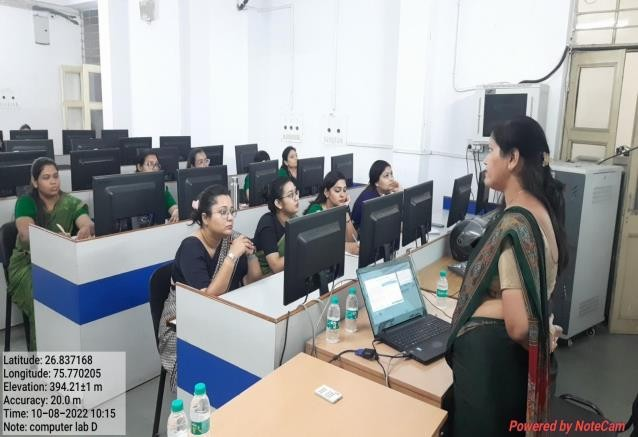 Latitude: 26.837168
Longitude: 75.770205
Elevation: 394.21±1 m
Accuracy: 20.0 m
Time: 10-08-2022 10:15
Note: computer lab D
Powered by NoteCam